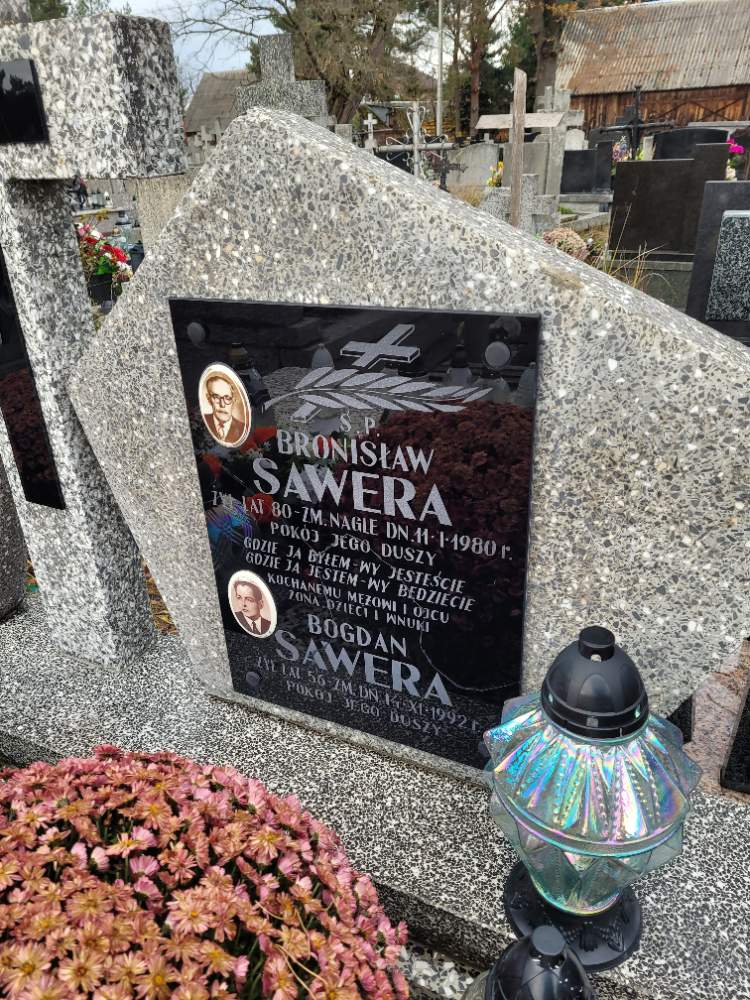 Ś. P.
BRONISŁAW
SAWERA
ŻYŁ LAT 80-ZM. NAGLE DN. 11·I·1980 r.
POKÓJ JEGO DUSZY
GDZIE JA BYŁEM-WY JESTEŚCIE
GDZIE JA JESTEM-WY BĘDZIECIE
KOCHANEMU MĘŻOWI I OJCU
ŻONA DZIECI I WNUKI
BOGDAN
SAWERA
ŻYŁ LAT 56-ZM. DN. 14·XI·1992 r.
POKÓJ JEGO DUSZY